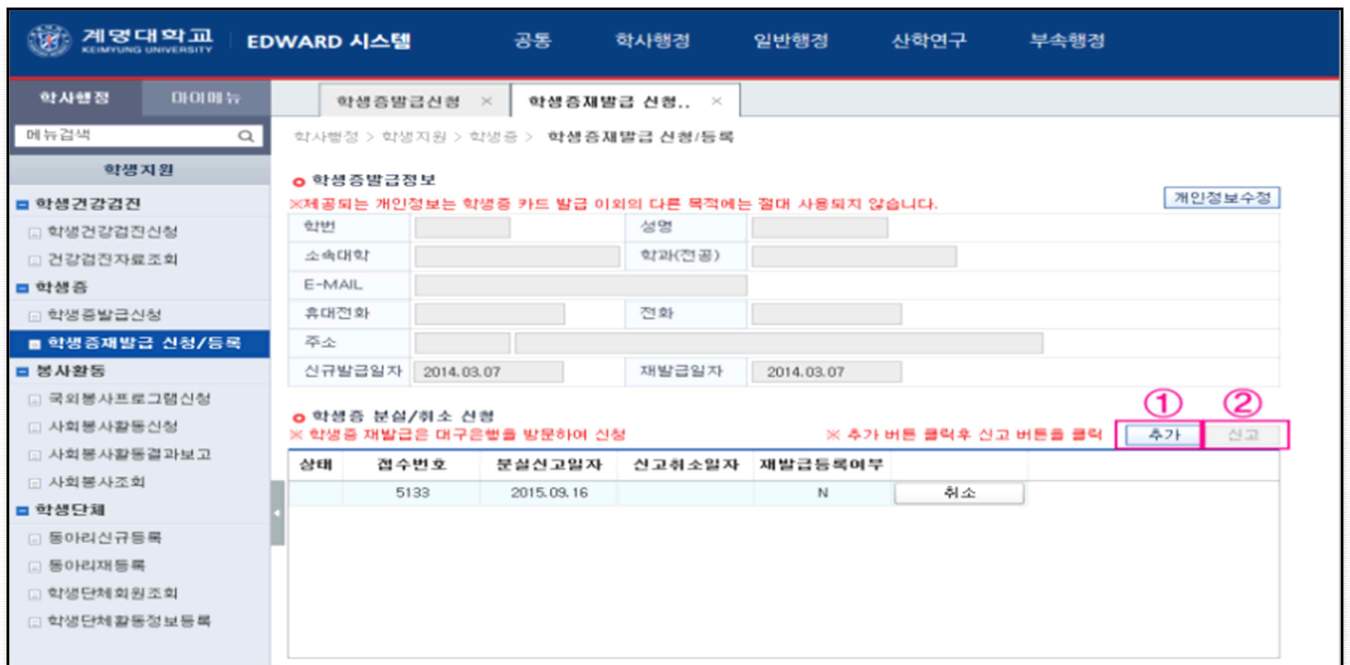 계명대학교
KEIMYUNG UNIVERSITY
EDWARD 시스템
공통 학사행정 일반행정 산학연구 부속행정
학사행정 마이메뉴
메뉴검색
학생지원
학생건강검진
학생건강검진신청
건강검진자료조회
학생증
학생증발급신청
학생증재발급 신청/등록
봉사활동
국외봉사프로그램신청
사회봉사활동신청
사회봉사활동결과보고
사회봉사조회
학생단체
동아리신규등록
동아리재등록
학생단체회원조회
학생단체활동정보등록
학생증발급신청 × 학생증재발급 신청.. ×
학사행정 > 학생지원 > 학생증 > 학생증재발급 신청/등록
학생증발급정보
※제공되는 개인정보는 학생증 카드 발급 이외의 다른 목적에는 절대 사용되지 않습니다.
개인정보수정
학번 성명
소속대학 학과(전공)
E-MAIL
휴대전화 전화
주소
신규발급일자 2014.03.07 재발급일자 2014.03.07
① ②
학생증 분실/취소 신청
※ 학생증 재발급은 대구은행을 방문하여 신청 ※ 추가 버튼 클릭후 신고 버튼을 클릭 추가 신고
상태 접수번호 분실신고일자 신고취소일자 재발급등록여부
5133 2015.09.16 N 취소